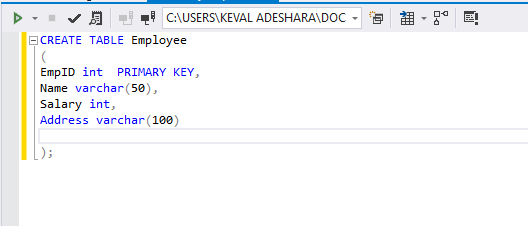 C:\USERS\KEVAL ADESHARA\DOC
CREATE TABLE Employee
(
EmpID int  PRIMARY KEY,
Name varchar(50),
Salary int,
Address varchar(100)
);